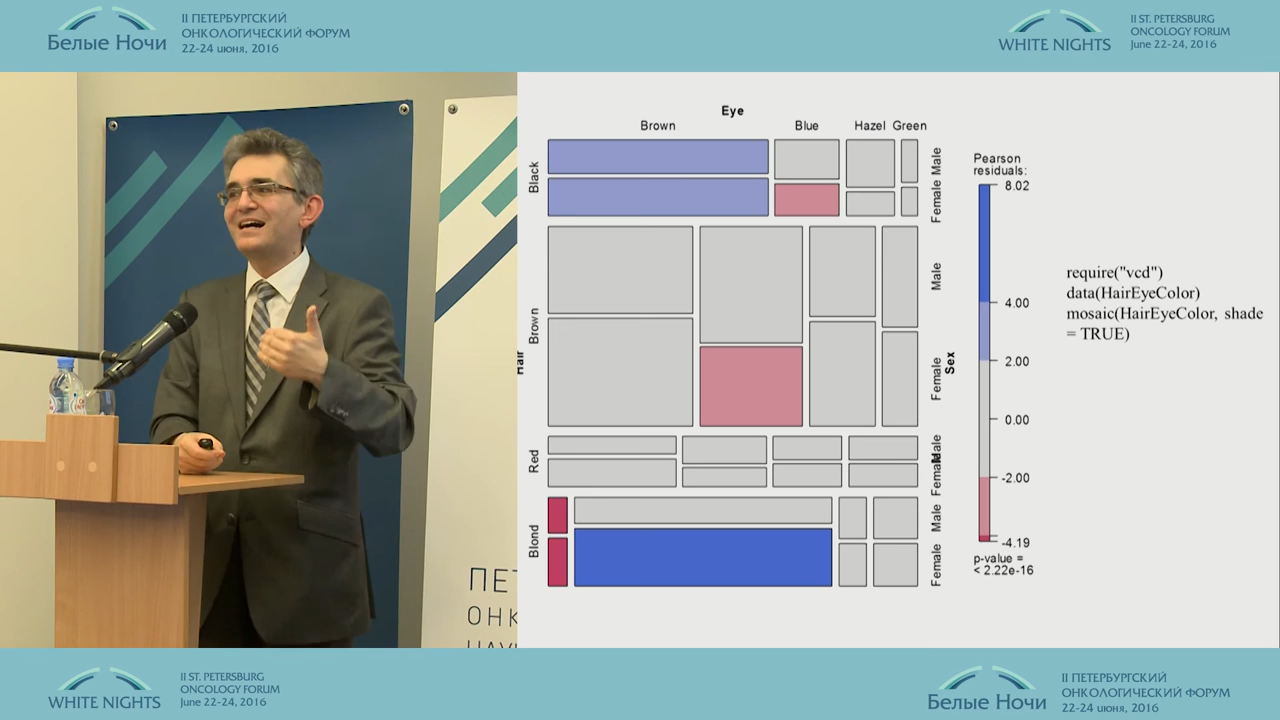 Белые Ночи
II ПЕТЕРБУРГСКИЙ
ОНКОЛОГИЧЕСКИЙ ФОРУМ
22-24 июня, 2016
WHITE NIGHTS
II ST. PETERSBURG
ONCOLOGY FORUM
June 22-24, 2016
ПЕТ
ОНК
Eye
Brown
Blue
Hazel
Green
Hair
Black
Brown
Red
Blond
Sex
Male
Female
Male
Female
Male
Female
Male
Female
Pearson
residuals:
8.02
4.00
2.00
0.00
-2.00
-4.19
p-value =
< 2.22e-16
require("vcd")
data(HairEyeColor)
mosaic(HairEyeColor, shade
= TRUE)
WHITE NIGHTS
II ST. PETERSBURG
ONCOLOGY FORUM
June 22-24, 2016
Белые Ночи
II ПЕТЕРБУРГСКИЙ
ОНКОЛОГИЧЕСКИЙ ФОРУМ
22-24 июня, 2016